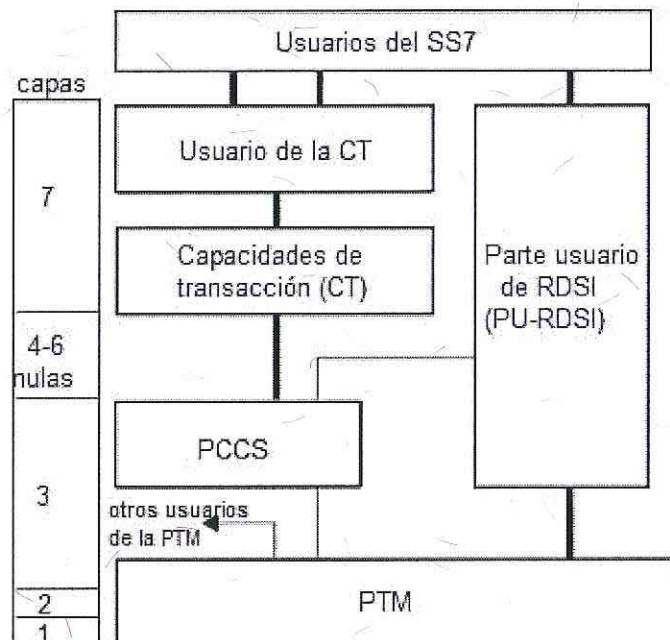 Usuarios del SS7
capas
7
Usuario de la CT
Capacidades de
transacción (CT)
Parte usuario
de RDSI
(PU-RDSI)
4-6
nulas
PCCS
3
otros usuarios
de la PTM
2
PTM
1